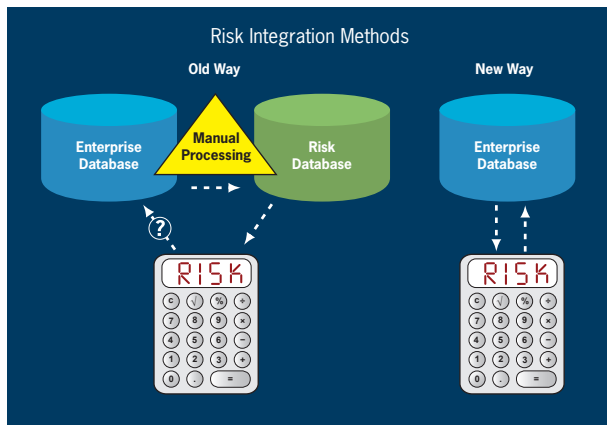 Risk Integration Methods
Old Way
New Way
Enterprise
Database
Manual
Processing
Risk
Database
Enterprise
Database
?
RISK
C √ % ÷
7 8 9 ×
4 5 6 −
1 2 3 +
0 . =
RISK
C √ % ÷
7 8 9 ×
4 5 6 −
1 2 3 +
0 . =